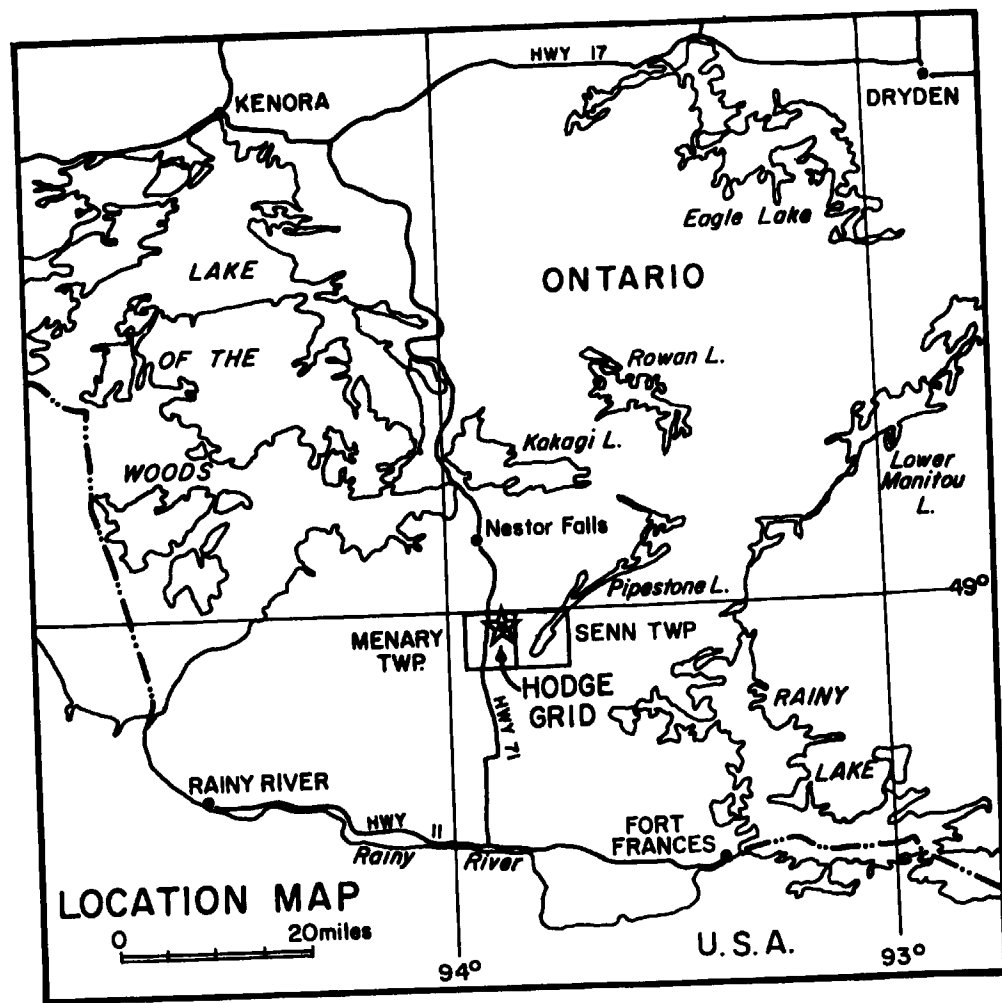 HWY 17
KENORA
DRYDEN
Eagle Lake
LAKE
ONTARIO
OF THE
Rowan L.
Kakagi L.
WOODS
Lower
Manitou
L.
Nestor Falls
Pipestone L.
49°
MENARY
TWP.
SENN TWP
HODGE
GRID
HWY 71
RAINY
LAKE
RAINY RIVER
HWY 11
Rainy River
FORT
FRANCES
LOCATION MAP
0 20miles
U.S.A.
94°
93°